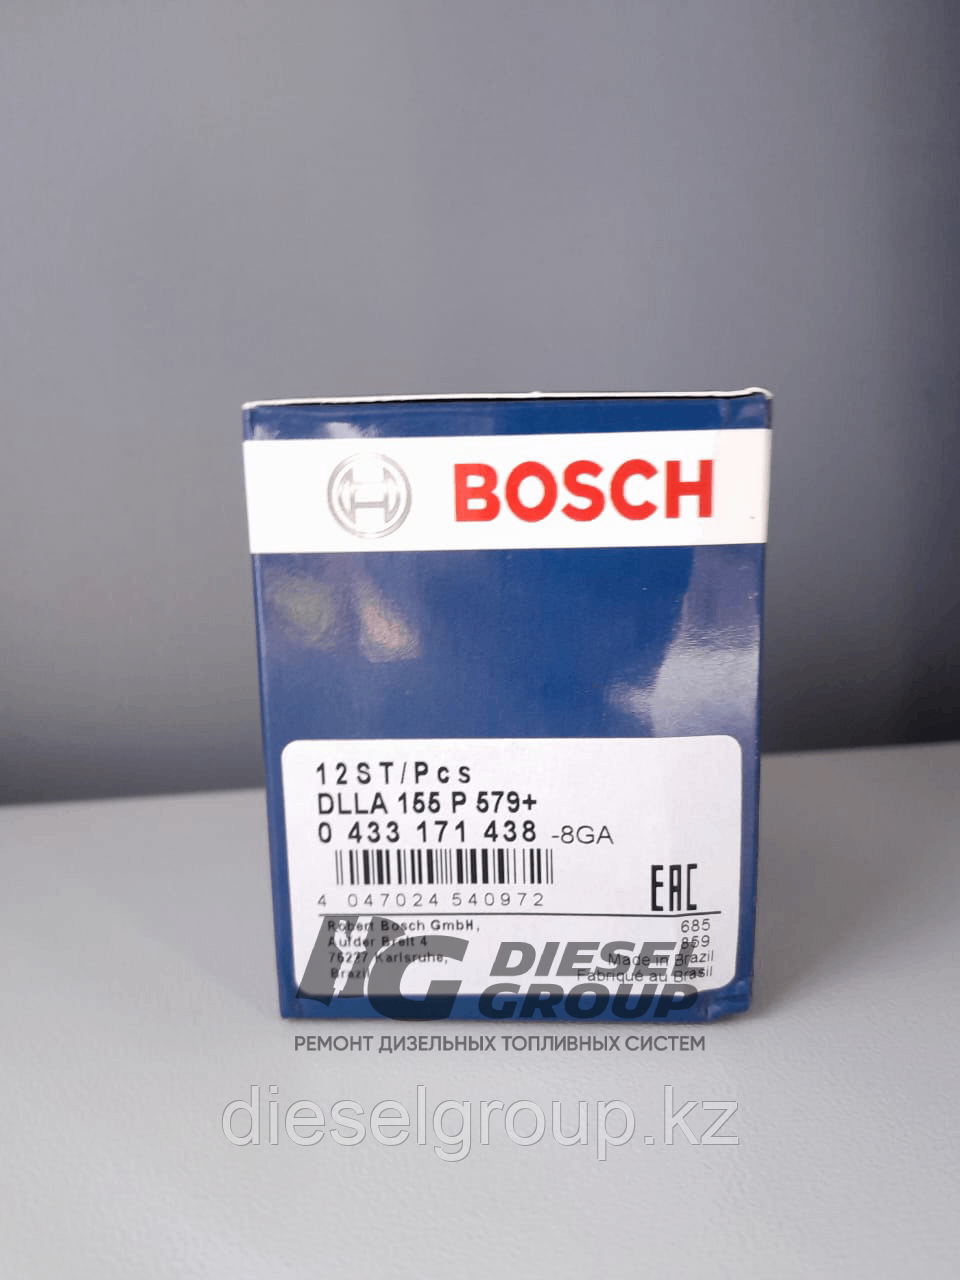 BOSCH
12ST/Pcs
DLLA 155 P 579+
0 433 171 438 -8GA
4 047024 540972
EAC
Robert Bosch GmbH,
Auf der Breit 4
76227 Karlsruhe,
Brazil
685
859
Made in Brazil
Fabriqué au Brasil
DIESEL
GROUP
РЕМОНТ ДИЗЕЛЬНЫХ ТОПЛИВНЫХ СИСТЕМ
dieselgroup.kz